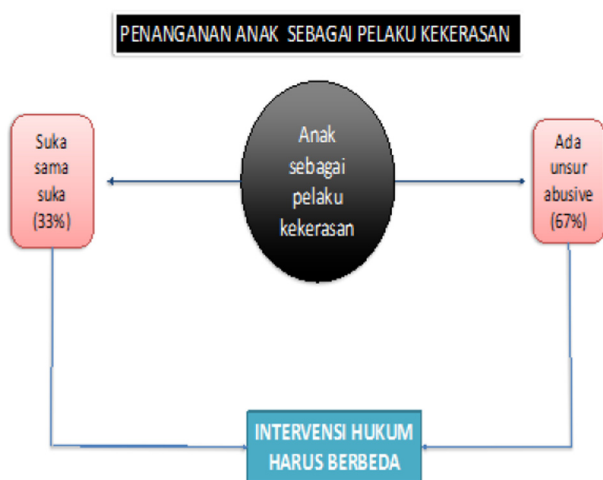 PENANGANAN ANAK SEBAGAI PELAKU KEKERASAN
Anak
sebagai
pelaku
kekerasan
Suka
sama
suka
(33%)
Ada
unsur
abusive
(67%)
INTERVENSI HUKUM
HARUS BERBEDA